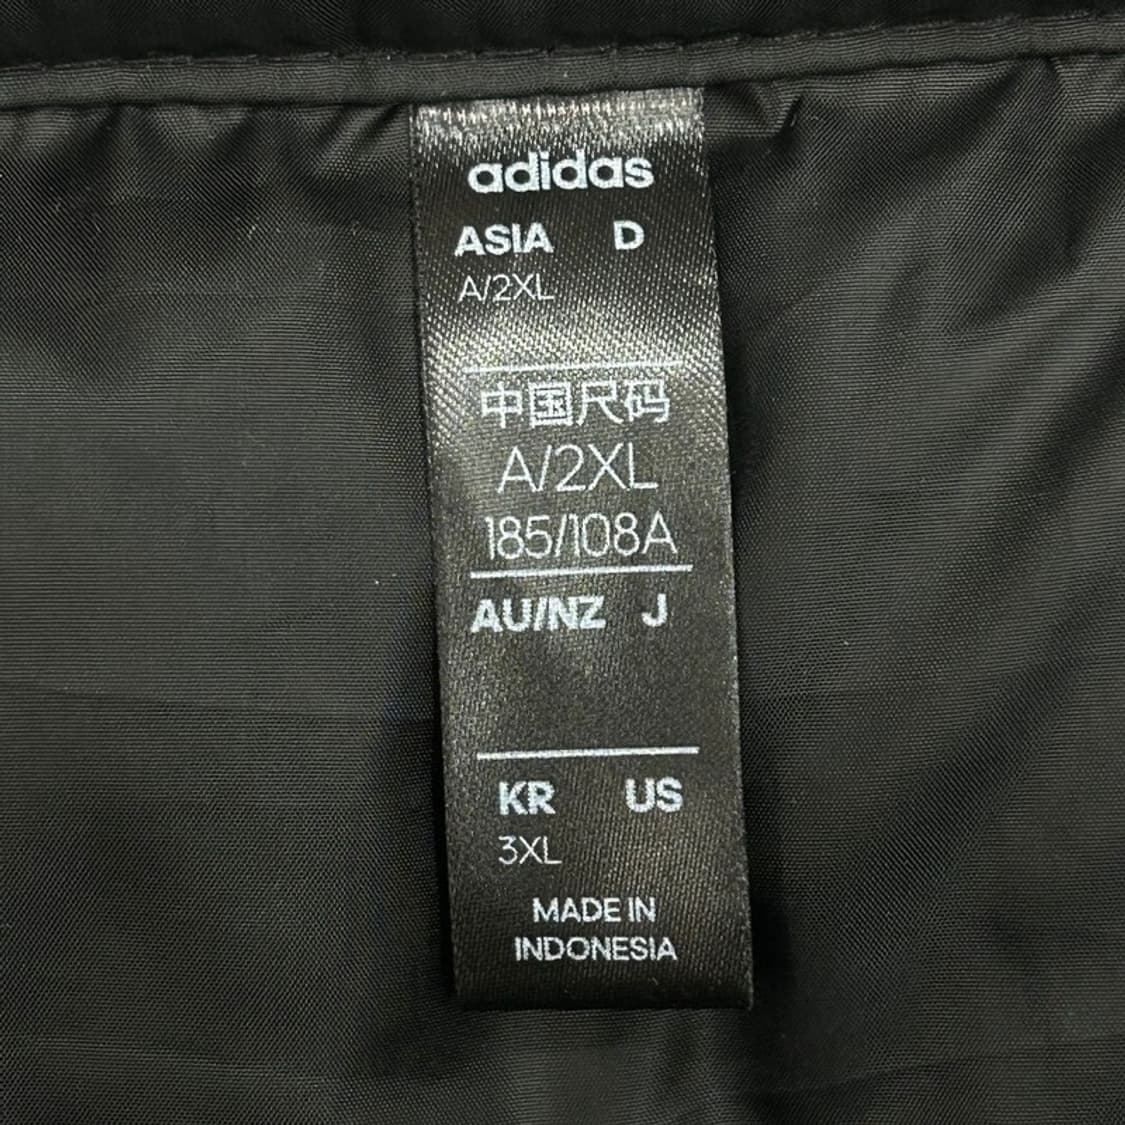 adidas
ASIA D
A/2XL
中国尺码
A/2XL
185/108A
AU/NZ J
KR US
3XL
MADE IN
INDONESIA